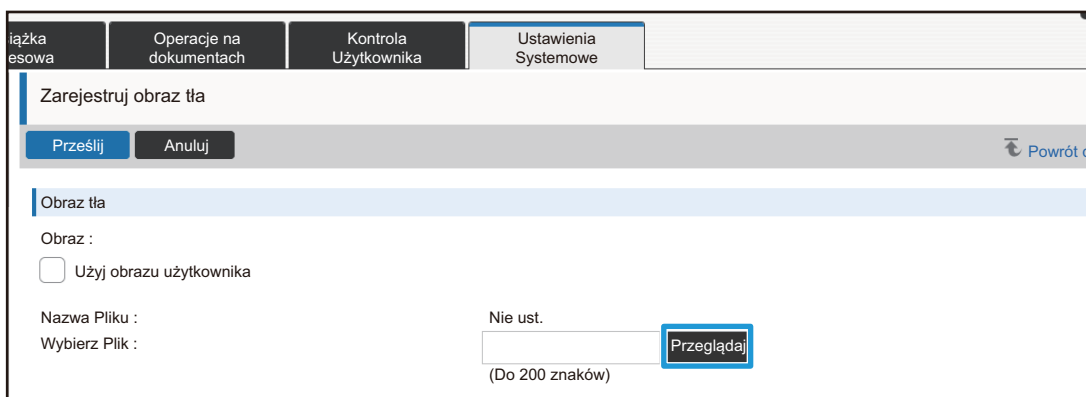 iążka Operacje na Kontrola Ustawienia
esowa dokumentach Użytkownika Systemowe
Zarejestruj obraz tła
Prześlij Anuluj Powrót d
Obraz tła
Obraz :
Użyj obrazu użytkownika
Nazwa Pliku : Nie ust.
Wybierz Plik : Przeglądaj
(Do 200 znaków)